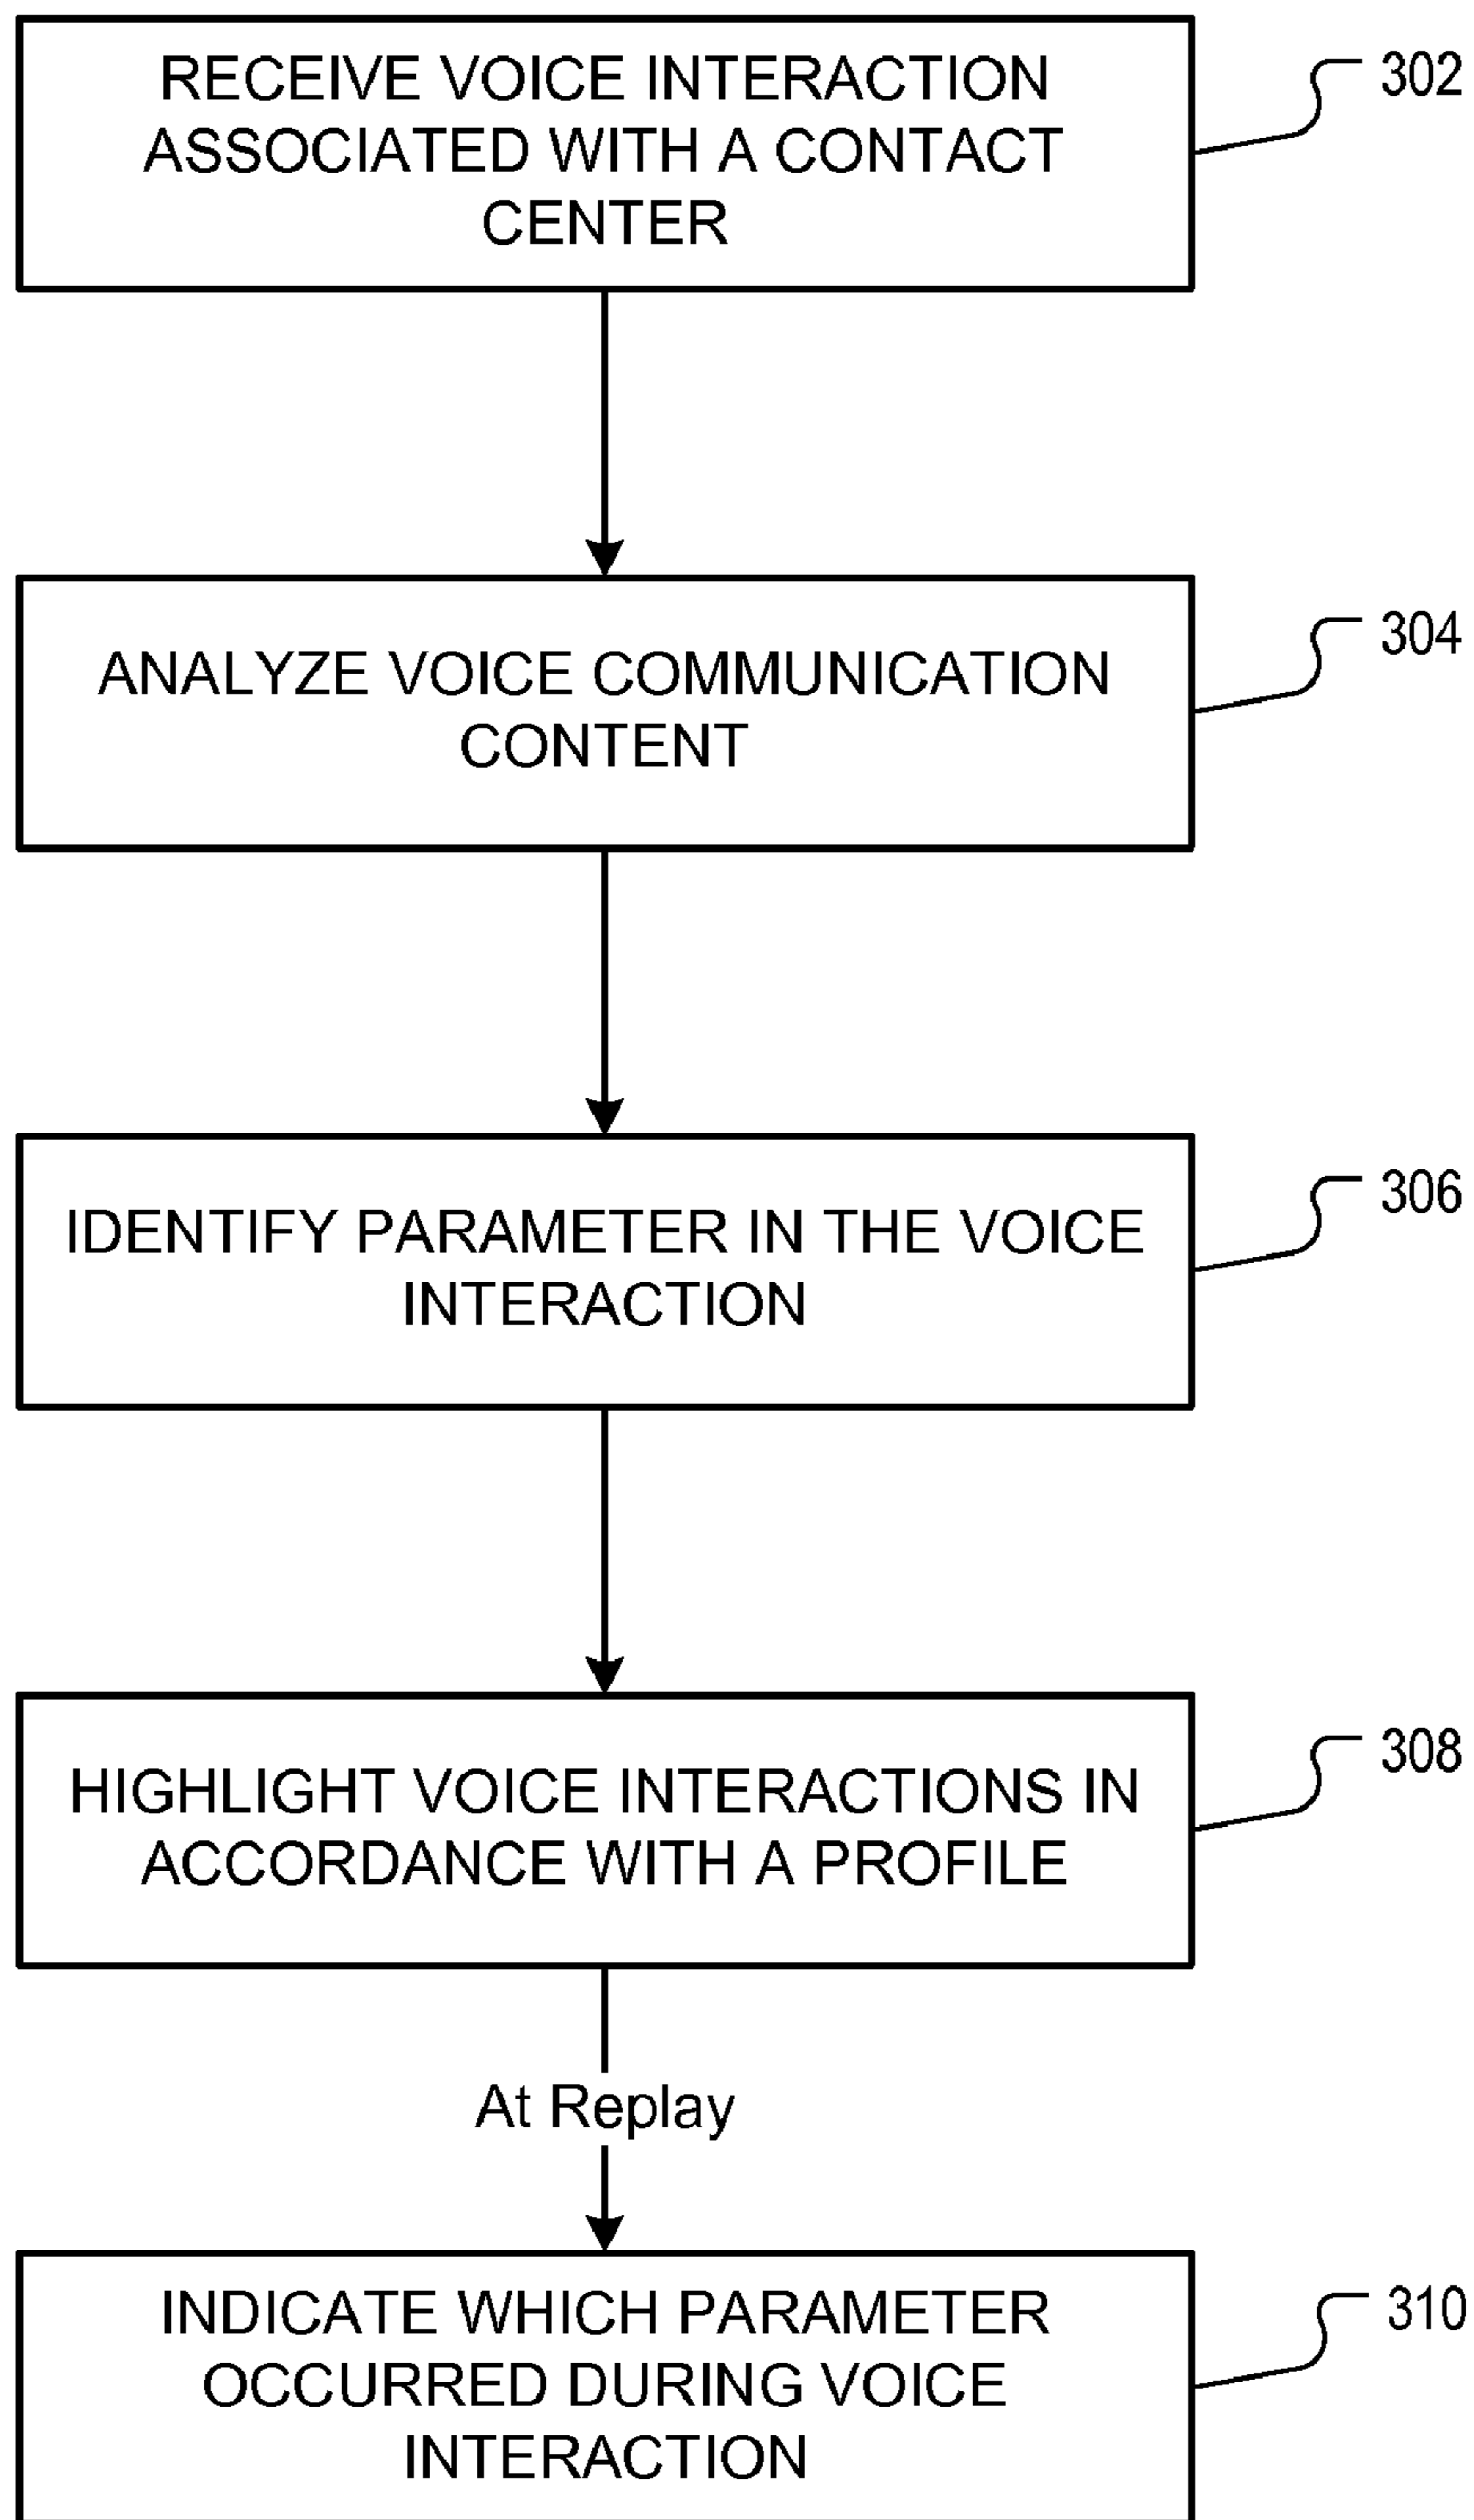 RECEIVE VOICE INTERACTION
ASSOCIATED WITH A CONTACT
CENTER
302
ANALYZE VOICE COMMUNICATION
CONTENT
304
IDENTIFY PARAMETER IN THE VOICE
INTERACTION
306
HIGHLIGHT VOICE INTERACTIONS IN
ACCORDANCE WITH A PROFILE
308
At Replay
INDICATE WHICH PARAMETER
OCCURRED DURING VOICE
INTERACTION
310